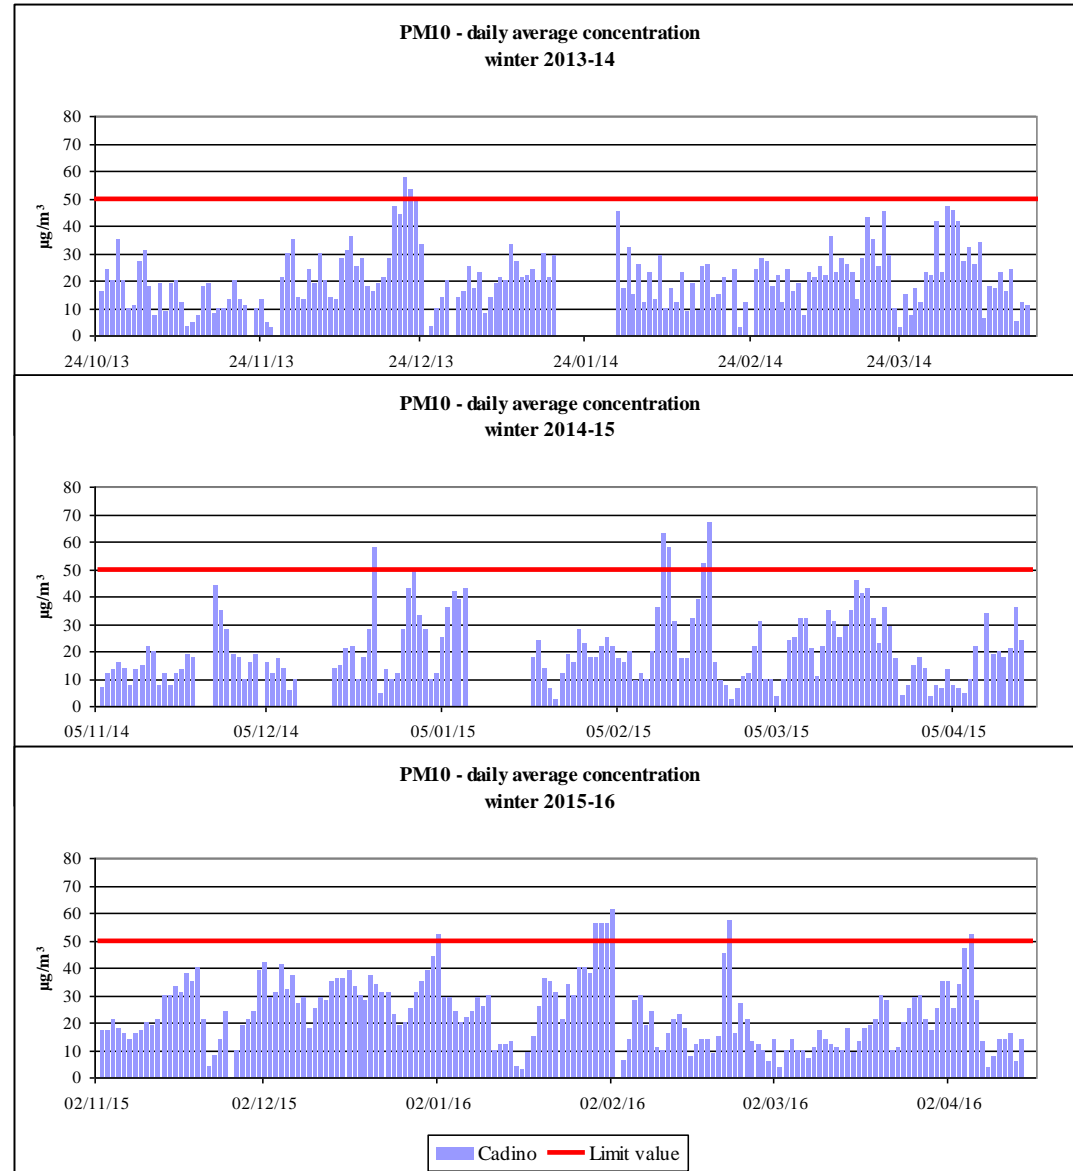 PM10 - daily average concentration
winter 2013-14
80
70
60
50
40
30
20
10
0
µg/m³
24/10/13 24/11/13 24/12/13 24/01/14 24/02/14 24/03/14
PM10 - daily average concentration
winter 2014-15
80
70
60
50
40
30
20
10
0
µg/m³
05/11/14 05/12/14 05/01/15 05/02/15 05/03/15 05/04/15
PM10 - daily average concentration
winter 2015-16
80
70
60
50
40
30
20
10
0
µg/m³
02/11/15 02/12/15 02/01/16 02/02/16 02/03/16 02/04/16
Cadino Limit value